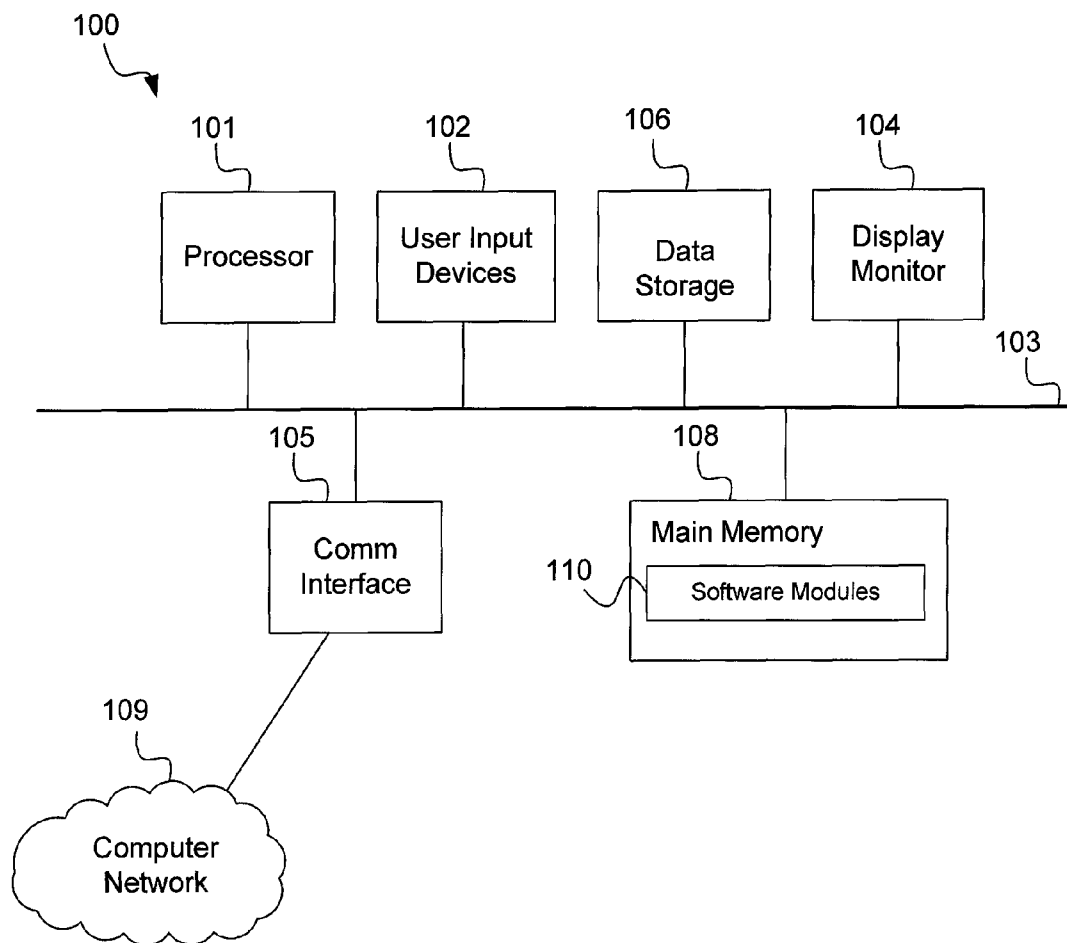 100
101
102
106
104
Processor
User Input
Devices
Data
Storage
Display
Monitor
103
105
108
Comm
Interface
Main Memory
110
Software Modules
109
Computer
Network